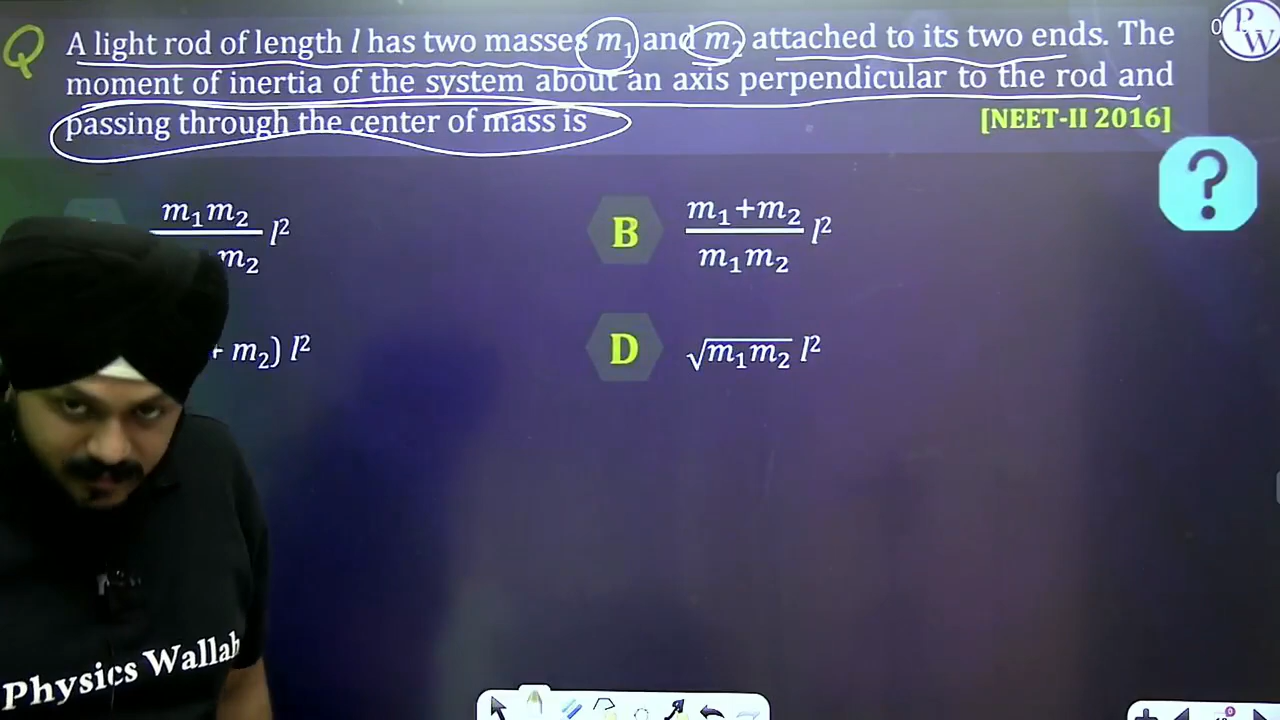 Q A light rod of length l has two masses m₁ and m₂ attached to its two ends. The
moment of inertia of the system about an axis perpendicular to the rod and
passing through the center of mass is [NEET-II 2016]
PW
?
m₁m₂ / m₂ l²
B (m₁+m₂)/(m₁m₂) l²
+ m₂) l²
D √m₁m₂ l²
Physics Wallah